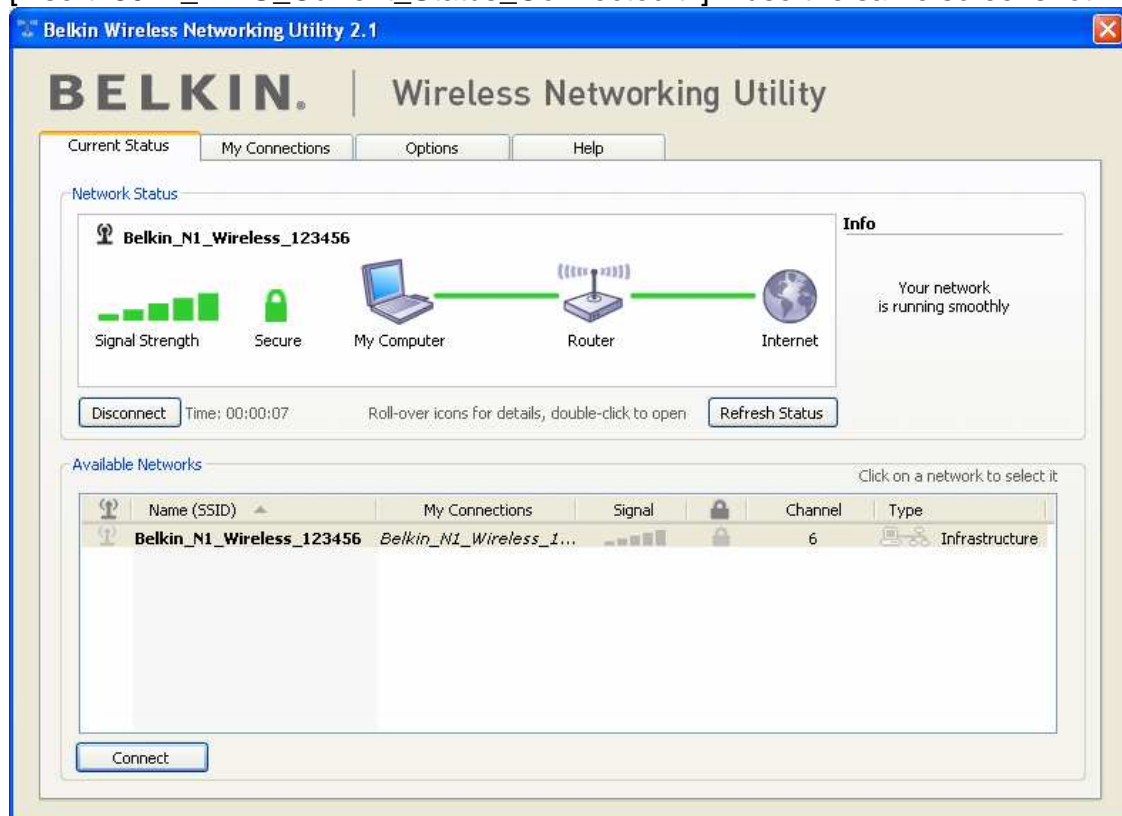 Belkin Wireless Networking Utility 2.1
BELKIN. Wireless Networking Utility
Current Status My Connections Options Help
Network Status
Belkin_N1_Wireless_123456
Info
Your network
is running smoothly
Signal Strength Secure My Computer Router Internet
Disconnect Time: 00:00:07 Roll-over icons for details, double-click to open Refresh Status
Available Networks
Click on a network to select it
Name (SSID) My Connections Signal Channel Type
Belkin_N1_Wireless_123456 Belkin_N1_Wireless_1... 6 Infrastructure
Connect